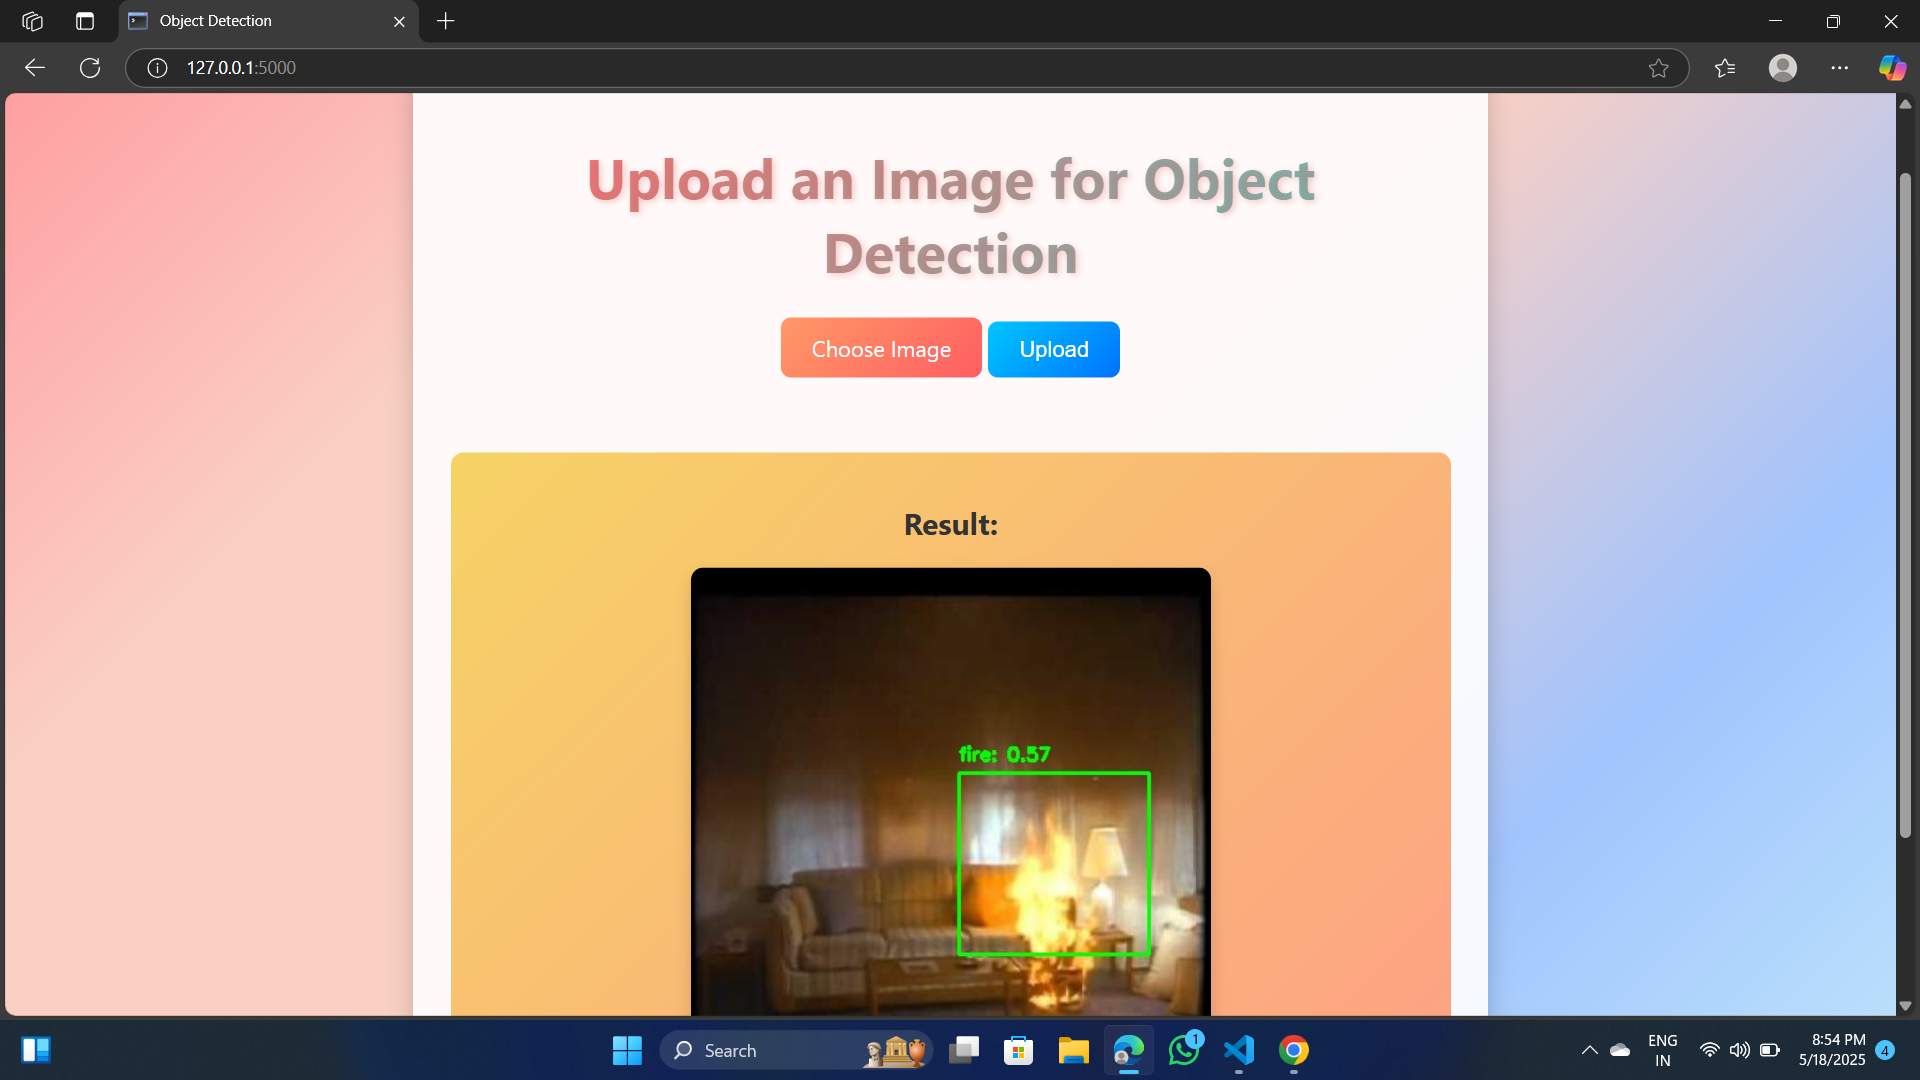 Object Detection
127.0.0.1:5000
Upload an Image for Object
Detection
Choose Image
Upload
Result:
fire: 0.57
Search
1
ENG
IN
8:54 PM
5/18/2025
4